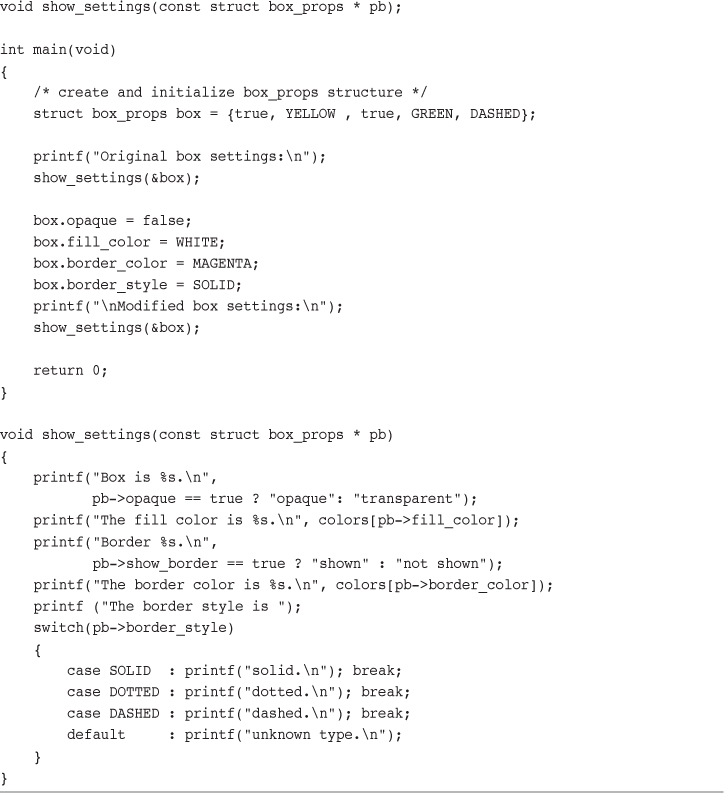 void show_settings(const struct box_props * pb);

int main(void)
{
    /* create and initialize box_props structure */
    struct box_props box = {true, YELLOW , true, GREEN, DASHED};

    printf("Original box settings:\n");
    show_settings(&box);

    box.opaque = false;
    box.fill_color = WHITE;
    box.border_color = MAGENTA;
    box.border_style = SOLID;
    printf("\nModified box settings:\n");
    show_settings(&box);

    return 0;
}

void show_settings(const struct box_props * pb)
{
    printf("Box is %s.\n",
           pb->opaque == true ? "opaque": "transparent");
    printf("The fill color is %s.\n", colors[pb->fill_color]);
    printf("Border %s.\n",
           pb->show_border == true ? "shown" : "not shown");
    printf("The border color is %s.\n", colors[pb->border_color]);
    printf ("The border style is ");
    switch(pb->border_style)
    {
        case SOLID  : printf("solid.\n"); break;
        case DOTTED : printf("dotted.\n"); break;
        case DASHED : printf("dashed.\n"); break;
        default     : printf("unknown type.\n");
    }
}